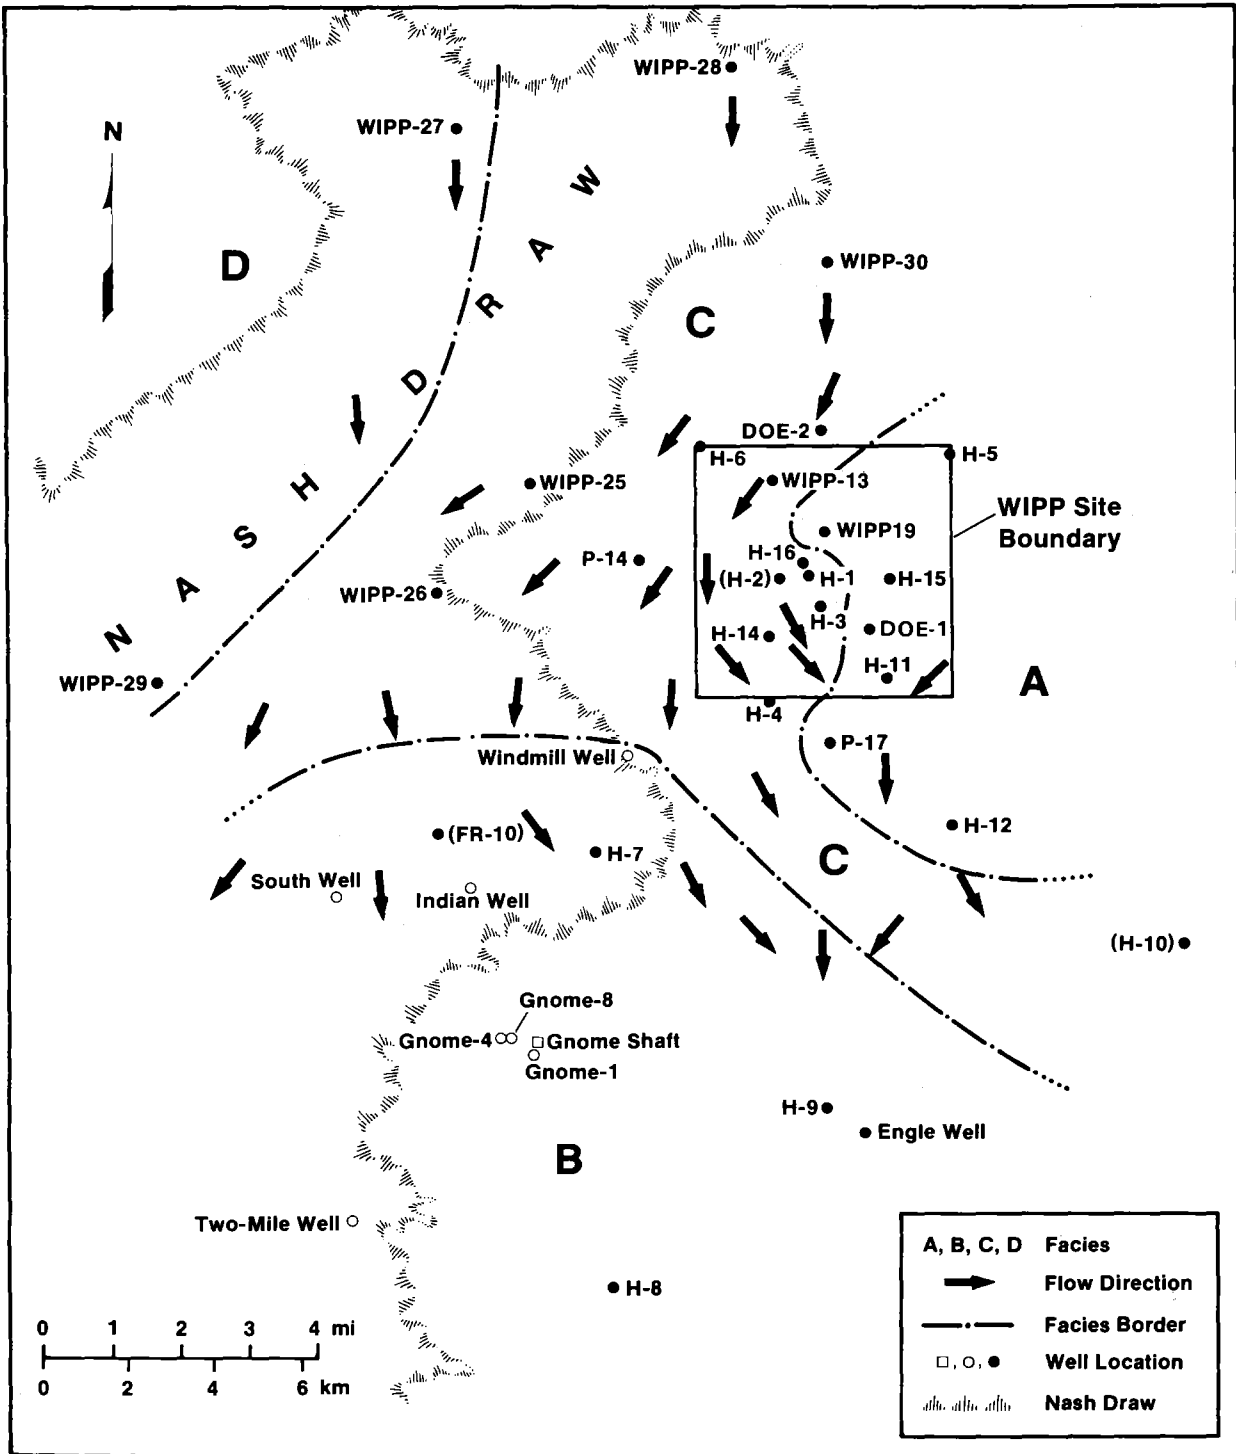 WIPP-28
WIPP-27
N
N A S H D R A W
D
WIPP-30
C
DOE-2
H-6
H-5
WIPP-13
WIPP-25
WIPP Site
Boundary
WIPP19
H-16
P-14
(H-2)
H-1
H-15
WIPP-26
H-3
H-14
DOE-1
H-11
WIPP-29
A
H-4
P-17
Windmill Well
(FR-10)
H-12
H-7
C
South Well
Indian Well
(H-10)
Gnome-8
Gnome-4
Gnome Shaft
Gnome-1
H-9
Engle Well
B
Two-Mile Well
H-8
A, B, C, D Facies
Flow Direction
Facies Border
Well Location
Nash Draw
0 1 2 3 4 mi
0 2 4 6 km